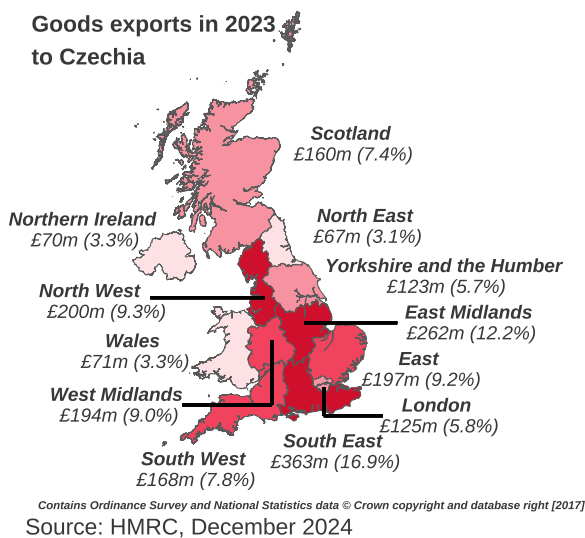 Goods exports in 2023
to Czechia
Scotland
£160m (7.4%)
Northern Ireland
£70m (3.3%)
North East
£67m (3.1%)
Yorkshire and the Humber
£123m (5.7%)
North West
£200m (9.3%)
East Midlands
£262m (12.2%)
Wales
£71m (3.3%)
East
£197m (9.2%)
West Midlands
£194m (9.0%)
London
£125m (5.8%)
South East
£363m (16.9%)
South West
£168m (7.8%)
Contains Ordinance Survey and National Statistics data © Crown copyright and database right [2017]
Source: HMRC, December 2024